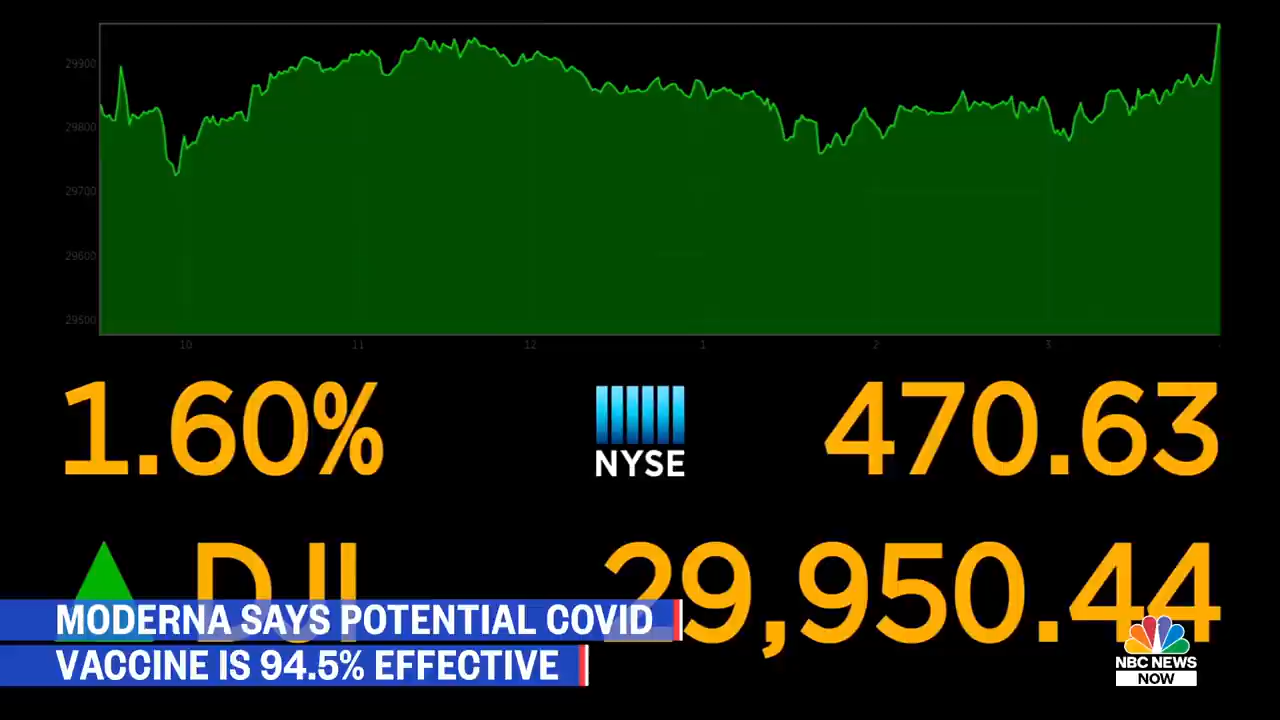 29900
29800
29700
29600
29500
10 11 12 1 2 3
1.60%
NYSE
470.63
DJI
29,950.44
MODERNA SAYS POTENTIAL COVID
VACCINE IS 94.5% EFFECTIVE
NBC NEWS
NOW